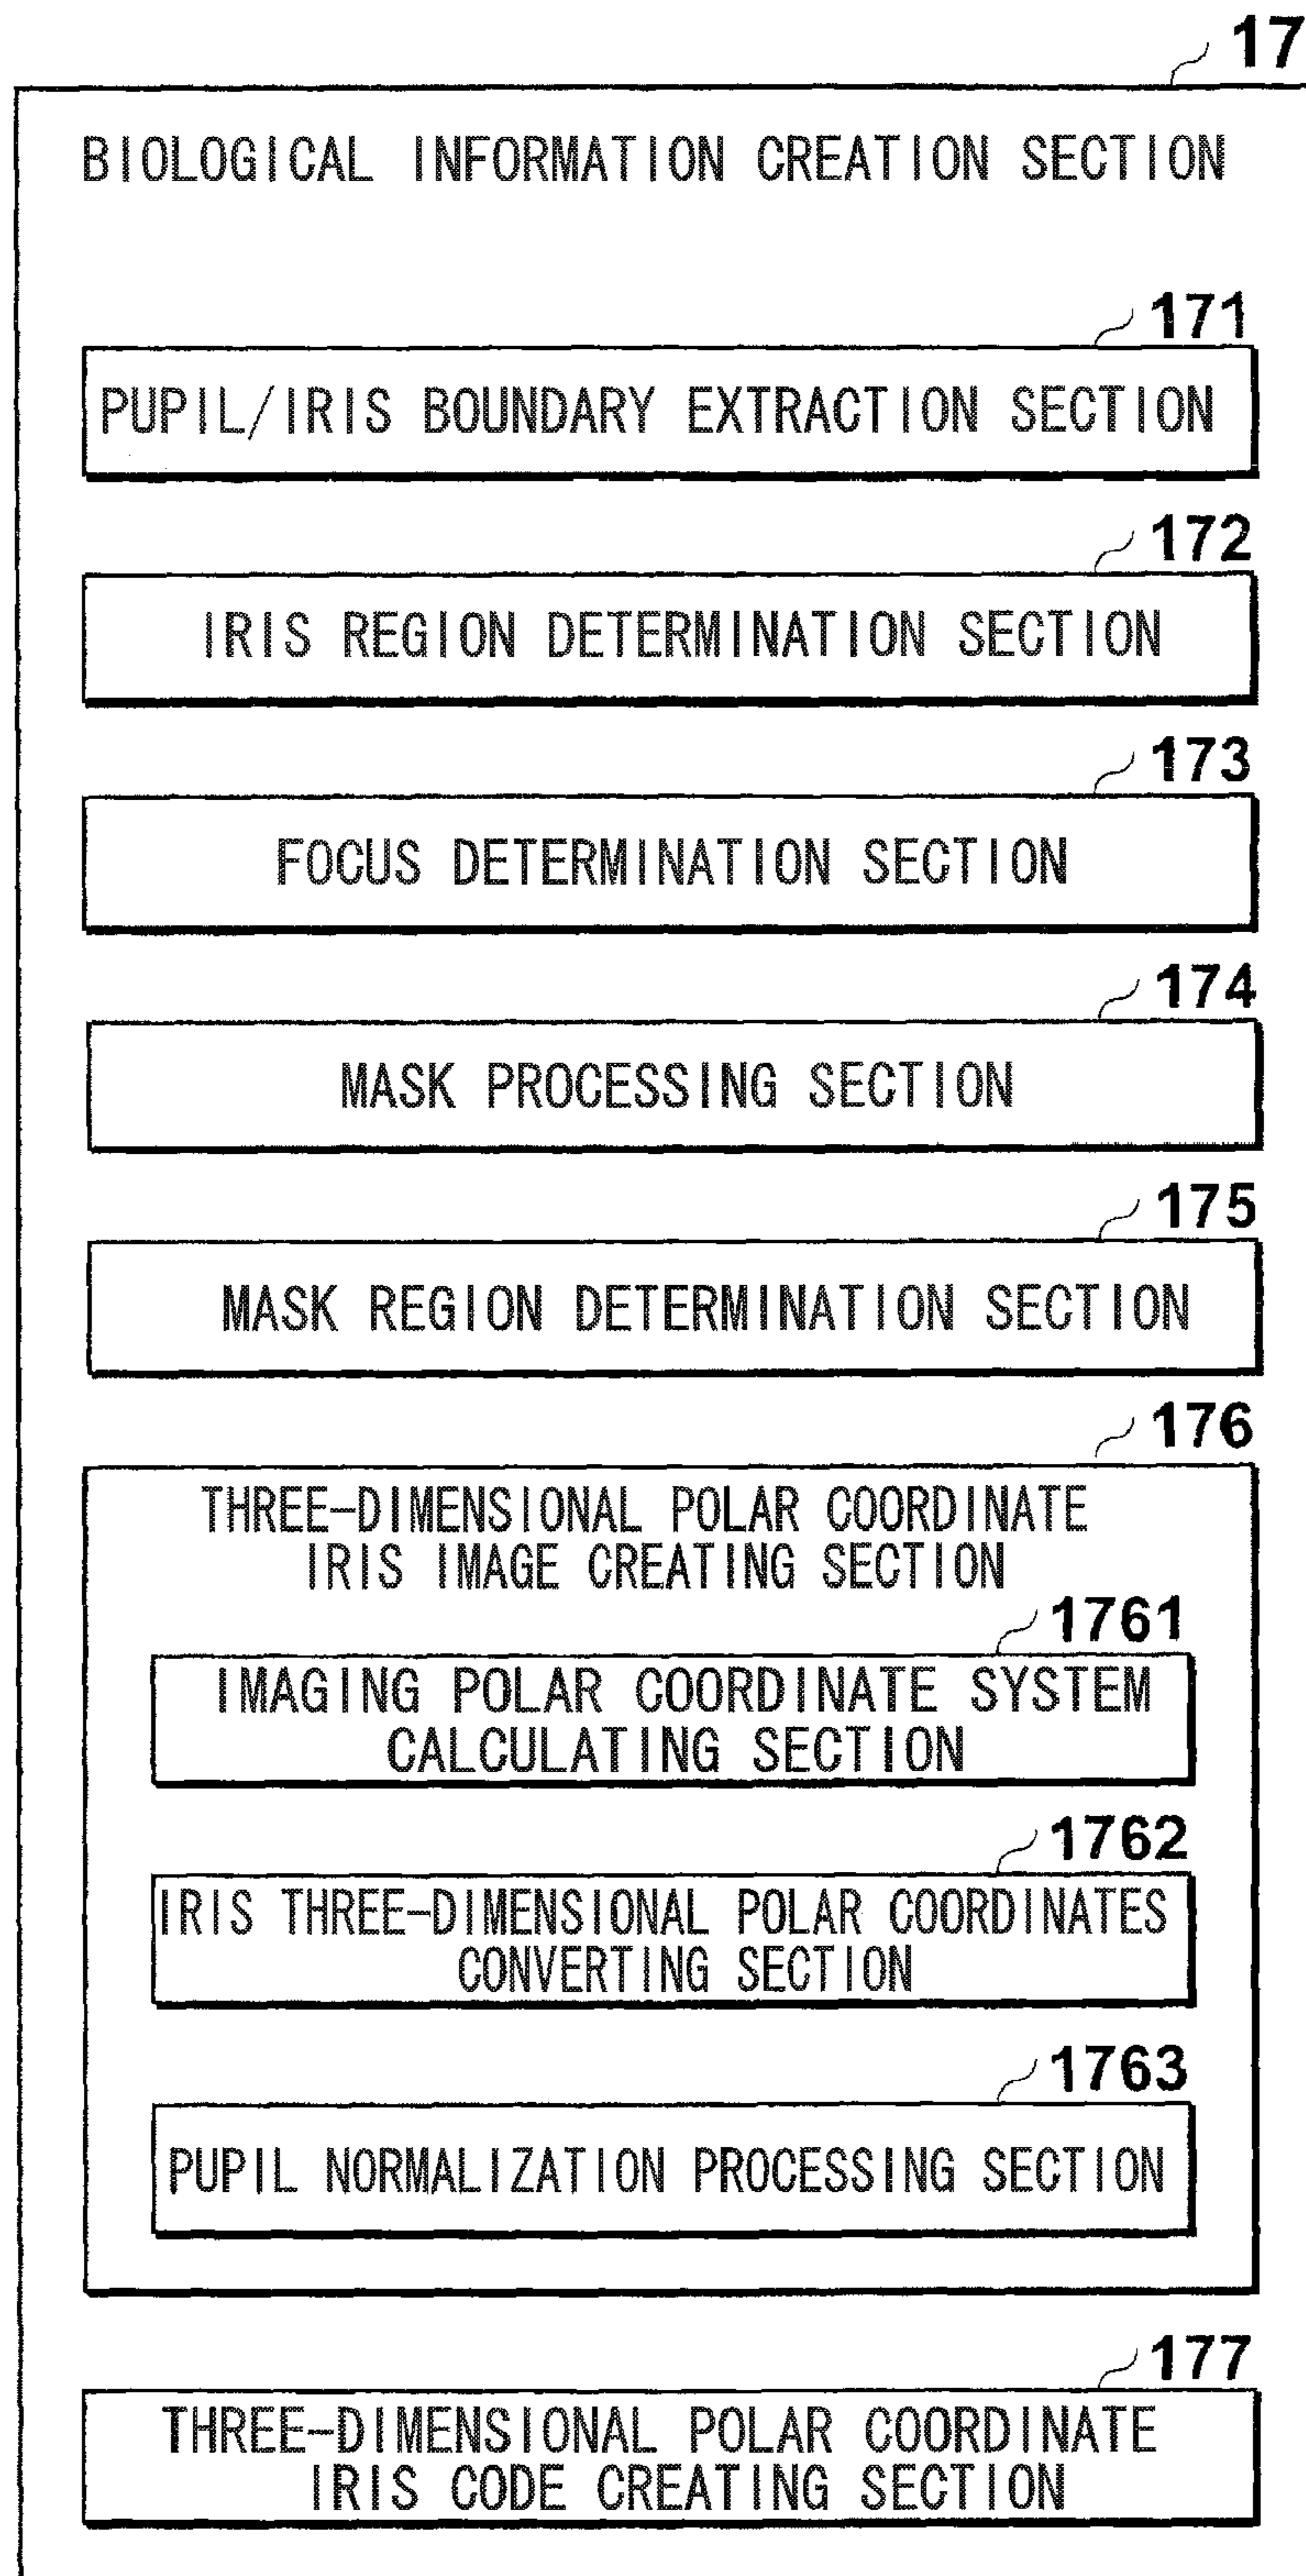 17
BIOLOGICAL INFORMATION CREATION SECTION
171
PUPIL/IRIS BOUNDARY EXTRACTION SECTION
172
IRIS REGION DETERMINATION SECTION
173
FOCUS DETERMINATION SECTION
174
MASK PROCESSING SECTION
175
MASK REGION DETERMINATION SECTION
176
THREE-DIMENSIONAL POLAR COORDINATE
IRIS IMAGE CREATING SECTION
1761
IMAGING POLAR COORDINATE SYSTEM
CALCULATING SECTION
1762
IRIS THREE-DIMENSIONAL POLAR COORDINATES
CONVERTING SECTION
1763
PUPIL NORMALIZATION PROCESSING SECTION
177
THREE-DIMENSIONAL POLAR COORDINATE
IRIS CODE CREATING SECTION